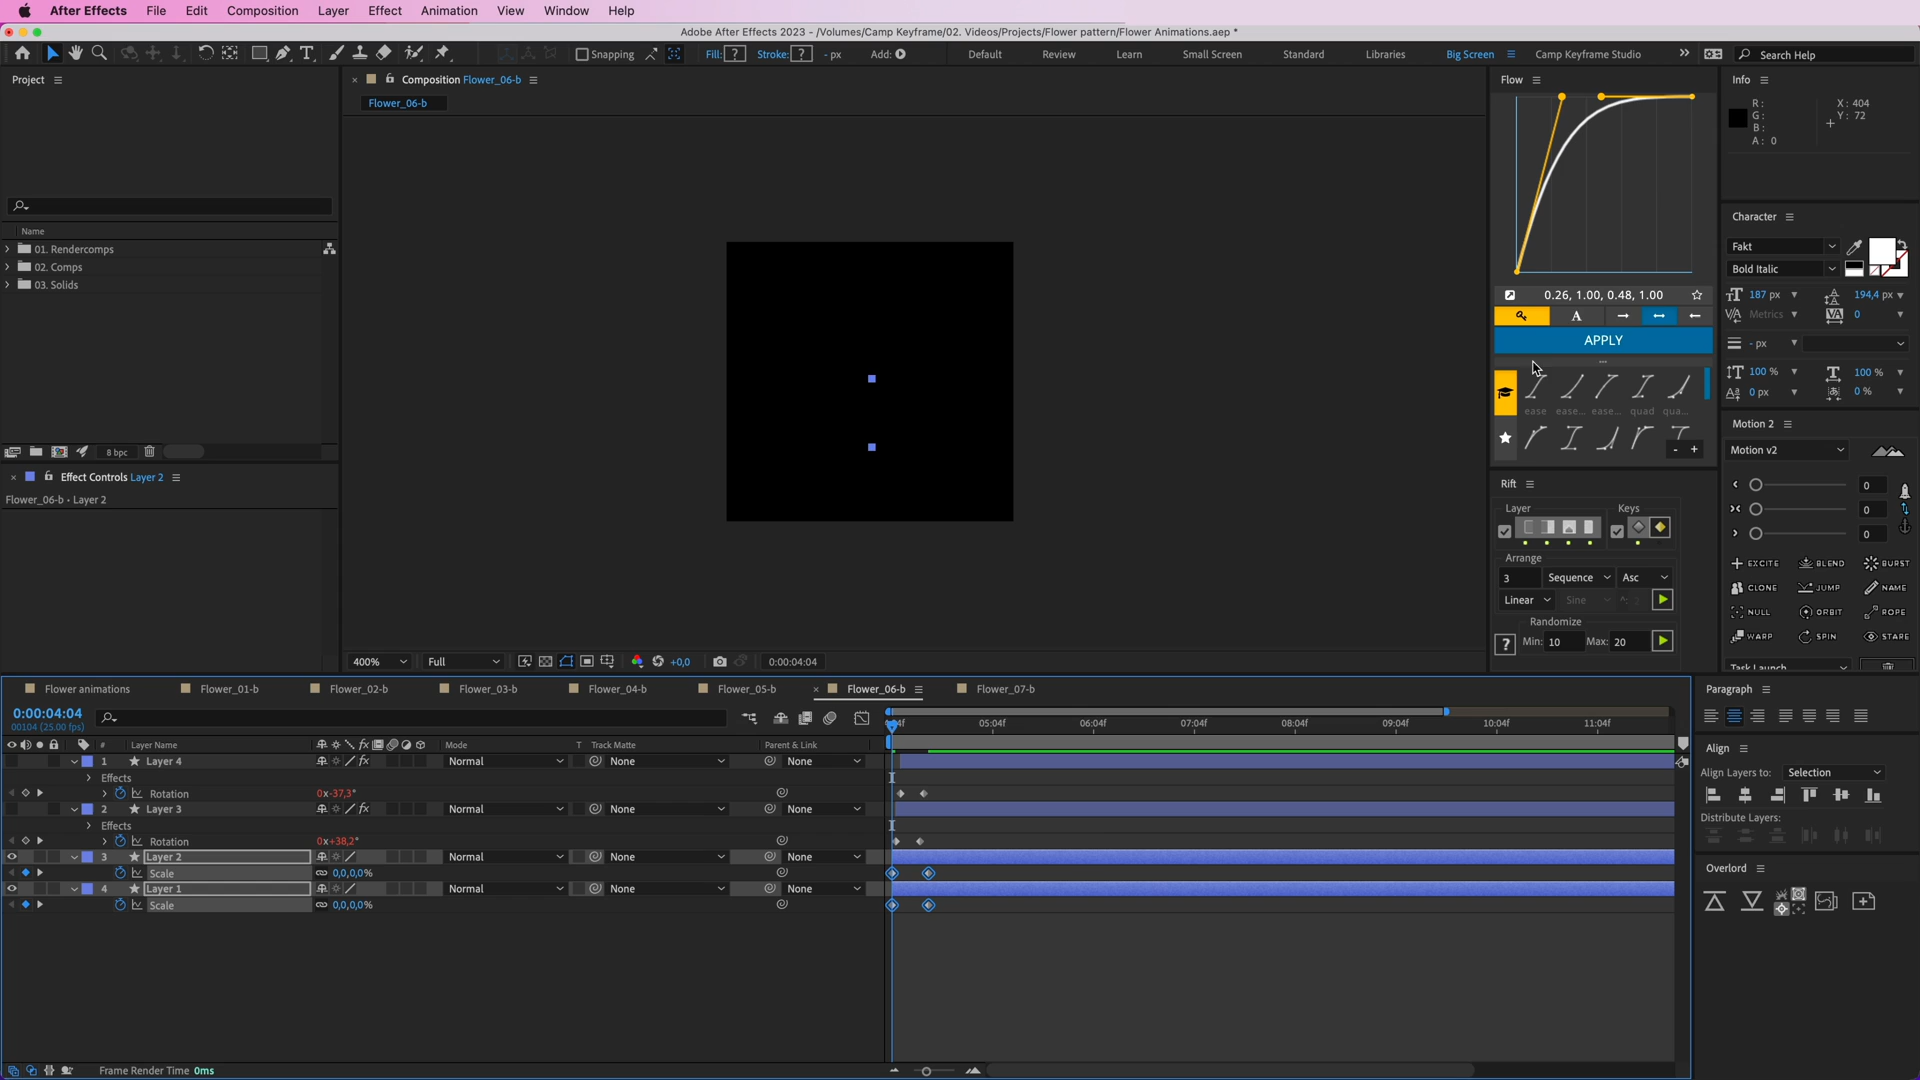 After Effects File Edit Composition Layer Effect Animation View Window Help
Adobe After Effects 2023 - /Volumes/Camp Keyframe/02. Videos/Projects/Flower pattern/Flower Animations.aep *
Snapping Fill: ? Stroke: ? - px Add: Default Review Learn Small Screen Standard Libraries Big Screen Camp Keyframe Studio Search Help
Project
Composition Flower_06-b
Flower_06-b
Name
01. Rendercomps
02. Comps
03. Solids
8 bpc
Effect Controls Layer 2
Flower_06-b • Layer 2
400% Full +0,0 0:00:04:04
Flow
0.26, 1.00, 0.48, 1.00
APPLY
ease ease... ease... quad qua...
- +
Rift
Layer Keys
Arrange
3 Sequence Asc
Linear Sine
Randomize
? Min: 10 Max: 20
Info
R: X: 404
G: Y: 72
B:
A: 0
Character
Fakt
Bold Italic
187 px 194,4 px
Metrics 0
- px
100 % 100 %
0 px 0 %
Motion 2
Motion v2
0
0
0
EXCITE BLEND BURST
CLONE JUMP NAME
NULL ORBIT ROPE
WARP SPIN STARE
Task Launch
Flower animations Flower_01-b Flower_02-b Flower_03-b Flower_04-b Flower_05-b Flower_06-b Flower_07-b
0:00:04:04
00104 (25.00 fps)
05:04f 06:04f 07:04f 08:04f 09:04f 10:04f 11:04f
# Layer Name Mode T Track Matte Parent & Link
1 Layer 4 Normal None None
Effects
Rotation 0x-37,3°
2 Layer 3 Normal None None
Effects
Rotation 0x+38,2°
3 Layer 2 Normal None None
Scale 0,0,0,0%
4 Layer 1 Normal None None
Scale 0,0,0,0%
Frame Render Time 0ms
Paragraph
Align
Align Layers to: Selection
Distribute Layers:
Overlord